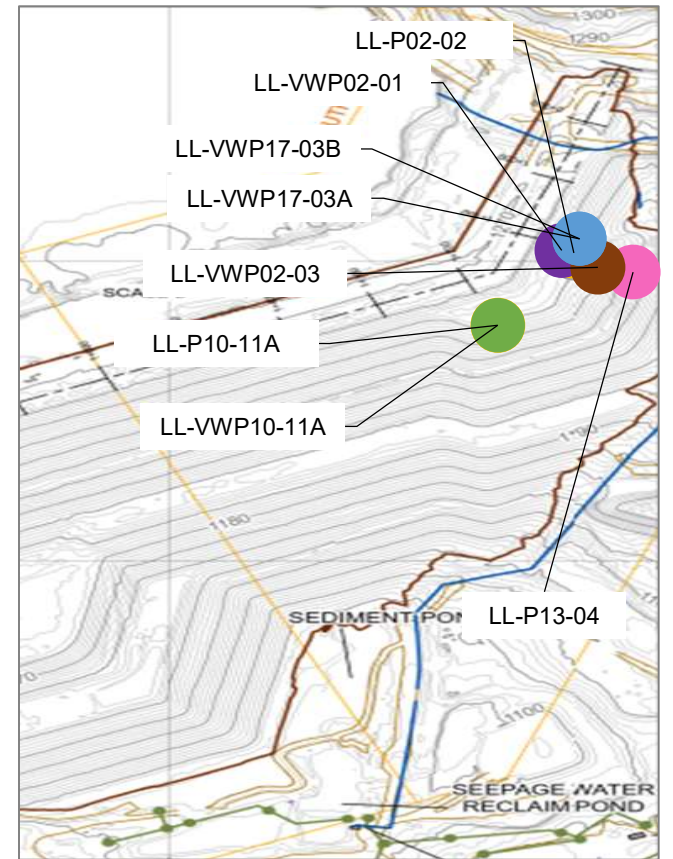 1300
1290
LL-P02-02
LL-VWP02-01
LL-VWP17-03B
LL-VWP17-03A
LL-VWP02-03
SCA
LL-P10-11A
LL-VWP10-11A
1190
1180
SEDIMENT PON
LL-P13-04
1100
SEEPAGE WATER
RECLAIM POND